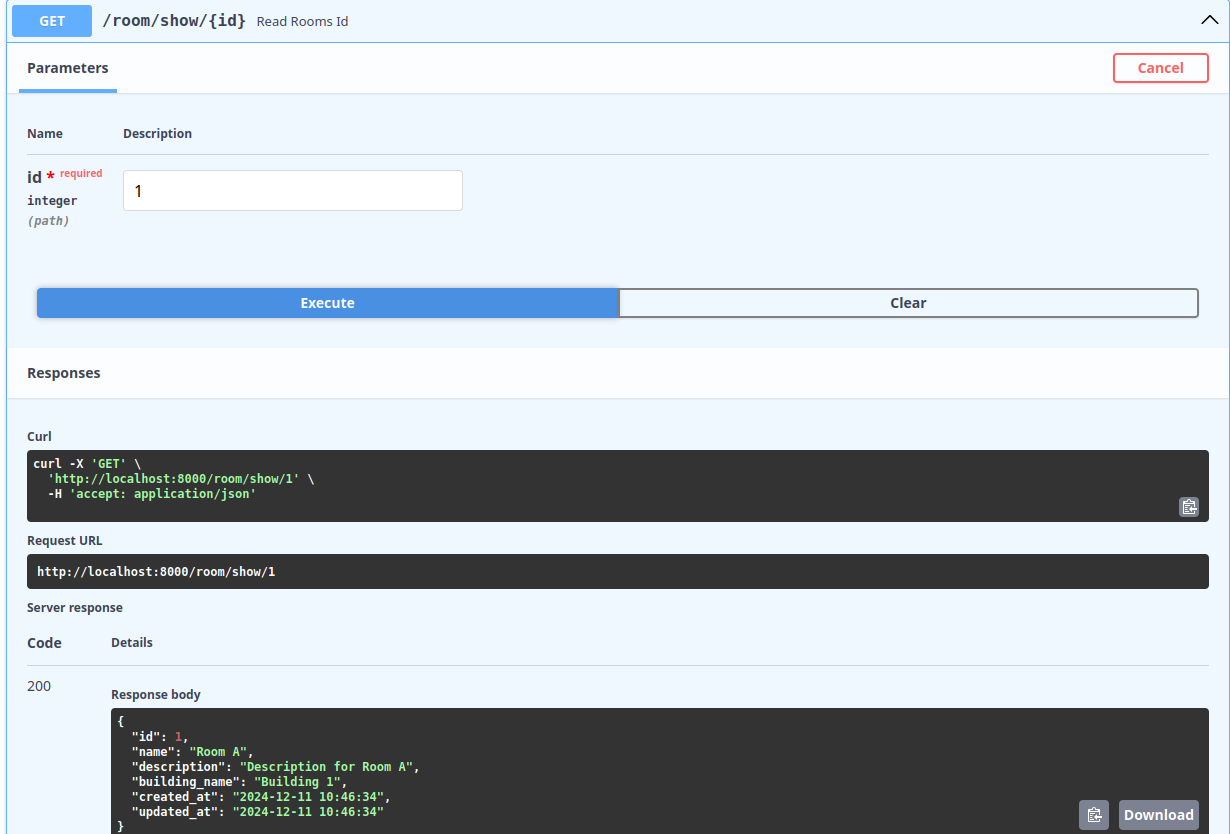 GET /room/show/{id} Read Rooms Id
Parameters Cancel
Name Description
id * required 1
integer
(path)
Execute Clear
Responses
Curl
curl -X 'GET' \
  'http://localhost:8000/room/show/1' \
  -H 'accept: application/json'
Request URL
http://localhost:8000/room/show/1
Server response
Code Details
200
Response body
{
  "id": 1,
  "name": "Room A",
  "description": "Description for Room A",
  "building_name": "Building 1",
  "created_at": "2024-12-11 10:46:34",
  "updated_at": "2024-12-11 10:46:34"
}
Download